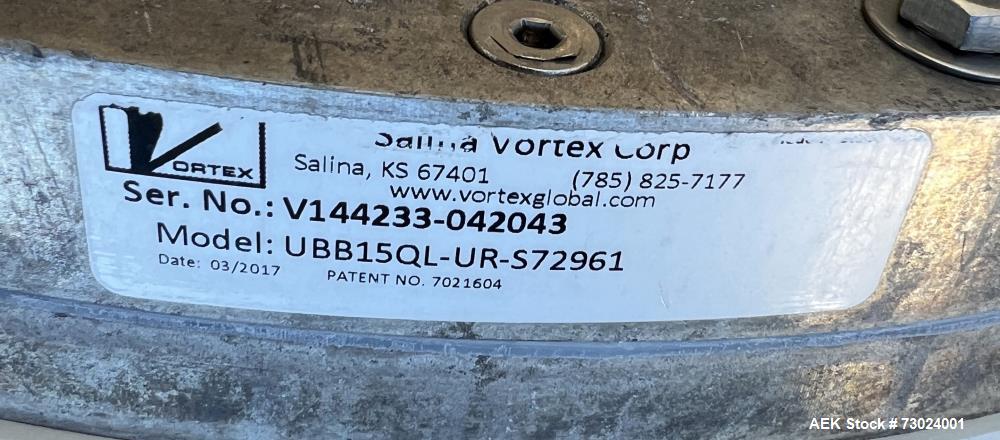 Salina Vortex Corp
VORTEX
Salina, KS 67401 (785) 825-7177
www.vortexglobal.com
Ser. No.: V144233-042043
Model: UBB15QL-UR-S72961
Date: 03/2017 PATENT NO. 7021604
AEK Stock # 73024001